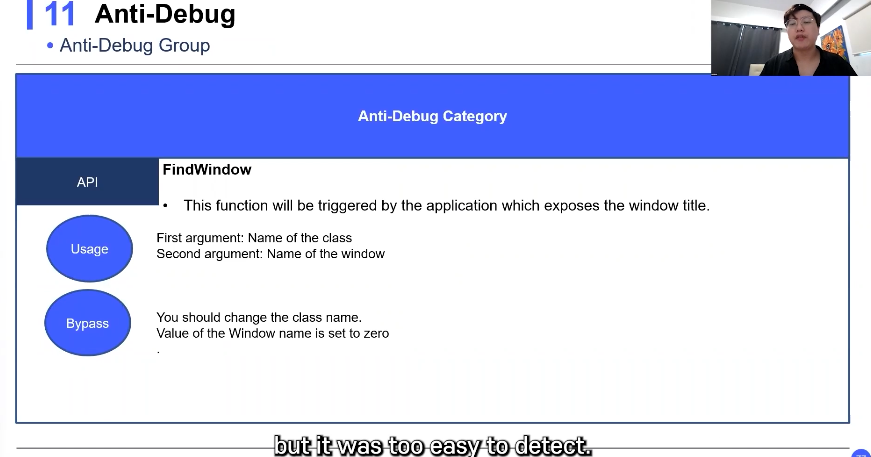 11 Anti-Debug
• Anti-Debug Group
Anti-Debug Category
API
FindWindow
• This function will be triggered by the application which exposes the window title.
Usage
First argument: Name of the class
Second argument: Name of the window
Bypass
You should change the class name.
Value of the Window name is set to zero
.
but it was too easy to detect.